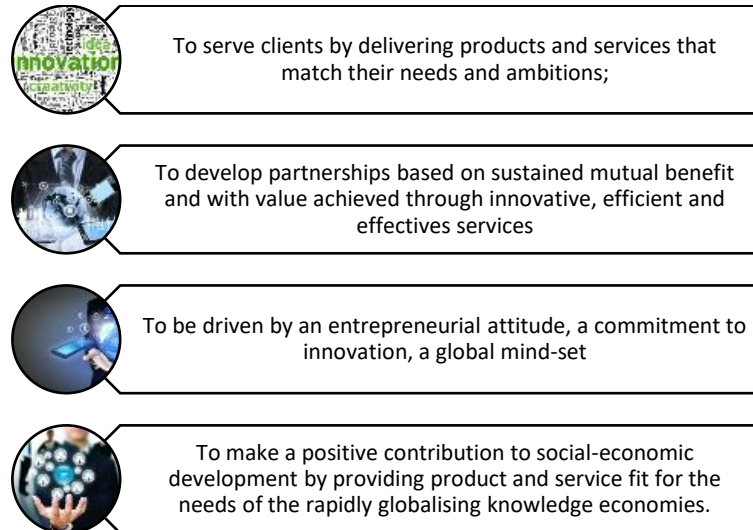 technology
idea
innovation
creativity
To serve clients by delivering products and services that
match their needs and ambitions;
To develop partnerships based on sustained mutual benefit
and with value achieved through innovative, efficient and
effectives services
To be driven by an entrepreneurial attitude, a commitment to
innovation, a global mind-set
To make a positive contribution to social-economic
development by providing product and service fit for the
needs of the rapidly globalising knowledge economies.